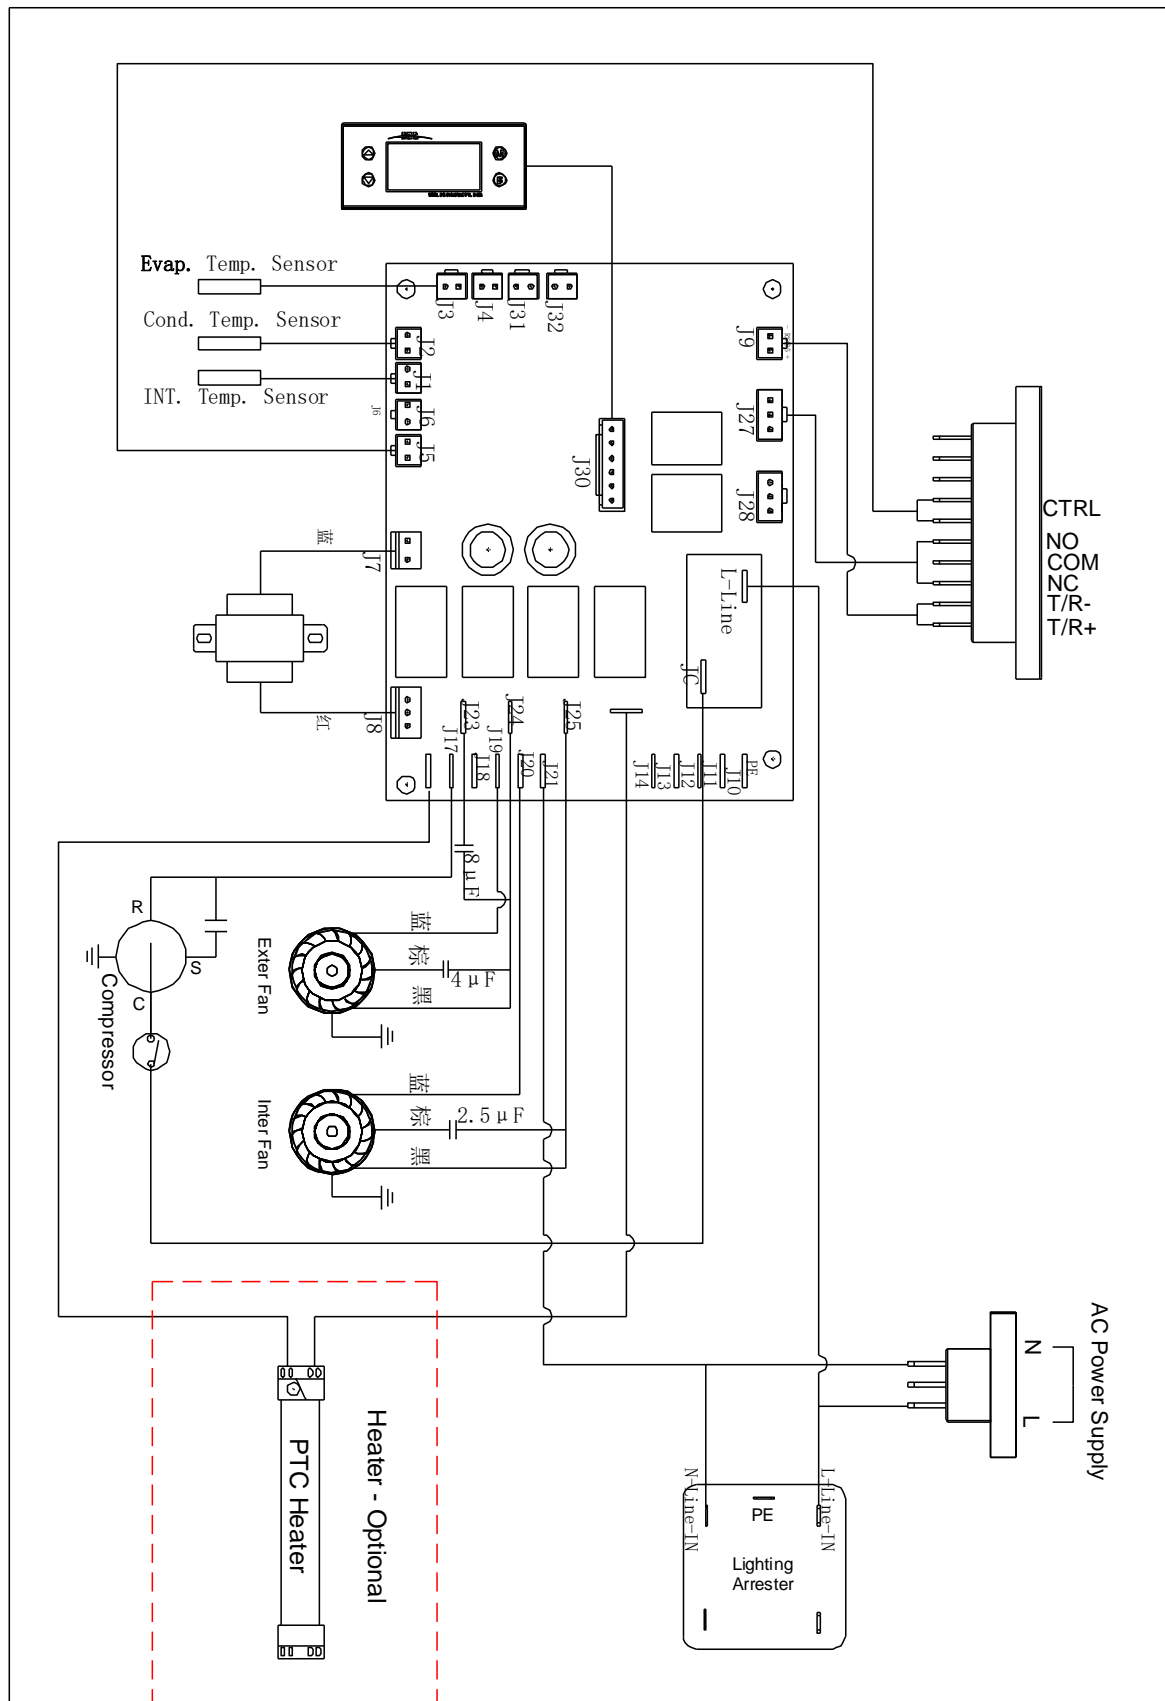 Evap. Temp. Sensor
Cond. Temp. Sensor
INT. Temp. Sensor
J3
J4
J31
J32
J2
J1
J6
J6
J5
J9
J27
J28
J30
CTRL
NO
COM
NC
T/R-
T/R+
蓝
J7
红
J8
L-Line
JC
J23
J24
J25
J17
J18
J19
J20
J21
J14
J13
J12
J11
J10
PE
8μF
R
S
C
Compressor
Exter Fan
蓝
棕
4μF
黑
Inter Fan
蓝
棕
2.5μF
黑
AC Power Supply
N
L
N-Line-IN
L-Line-IN
PE
Lighting
Arrester
Heater - Optional
PTC Heater